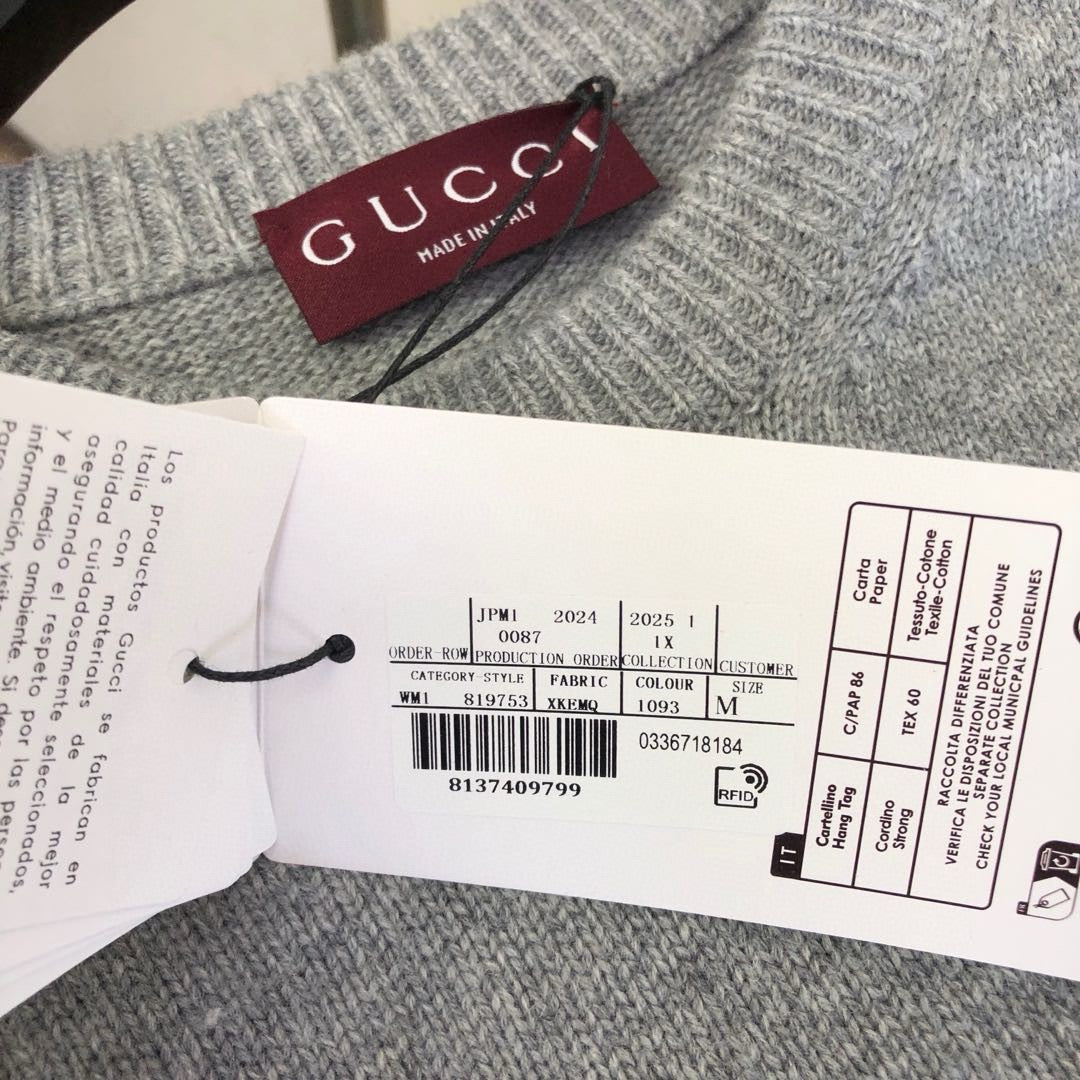 GUCCI
MADE IN ITALY
Los productos Gucci se fabrican en
Italia con materiales de la mejor
calidad cuidadosamente seleccionados,
asegurando el respeto por las
y el medio ambiente. Si
información, visite
Para
JPM1 2024
0087
2025 1
1X
ORDER-ROW PRODUCTION ORDER COLLECTION CUSTOMER
CATEGORY-STYLE FABRIC COLOUR SIZE
WM1 819753 XKEMQ 1093 M
0336718184
8137409799
RFID
IT
Carta
Paper
Tessuto-Cotone
Texile-Cotton
C/PAP 86
TEX 60
Cartellino
Hang Tag
Cordino
Strong
RACCOLTA DIFFERENZIATA
VERIFICA LE DISPOSIZIONI DEL TUO COMUNE
SEPARATE COLLECTION
CHECK YOUR LOCAL MUNICPAL GUIDELINES
FR